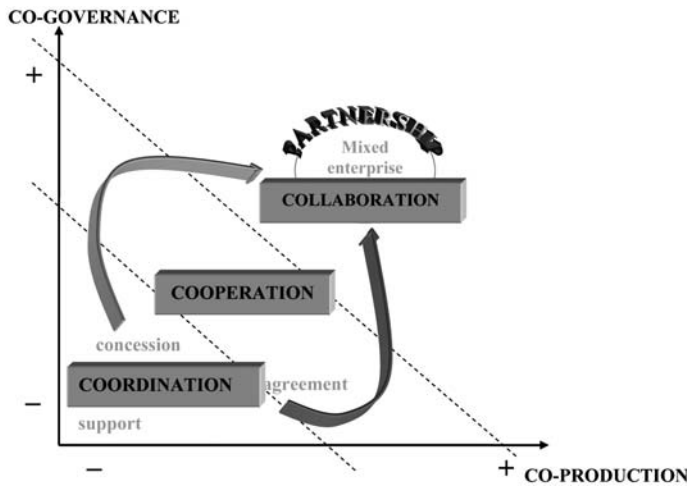 CO-GOVERNANCE
+
PARTNERSHIP
Mixed
enterprise
COLLABORATION
COOPERATION
concession
COORDINATION
agreement
−
support
−
+
CO-PRODUCTION